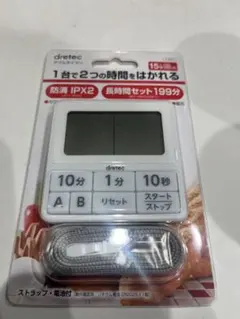 dretec
1台で2つの時間をはかれる
防滴 IPX2
長時間セット199分
dretec
10分
1分
10秒
A
B
リセット
スタート
ストップ
ストラップ・電池付